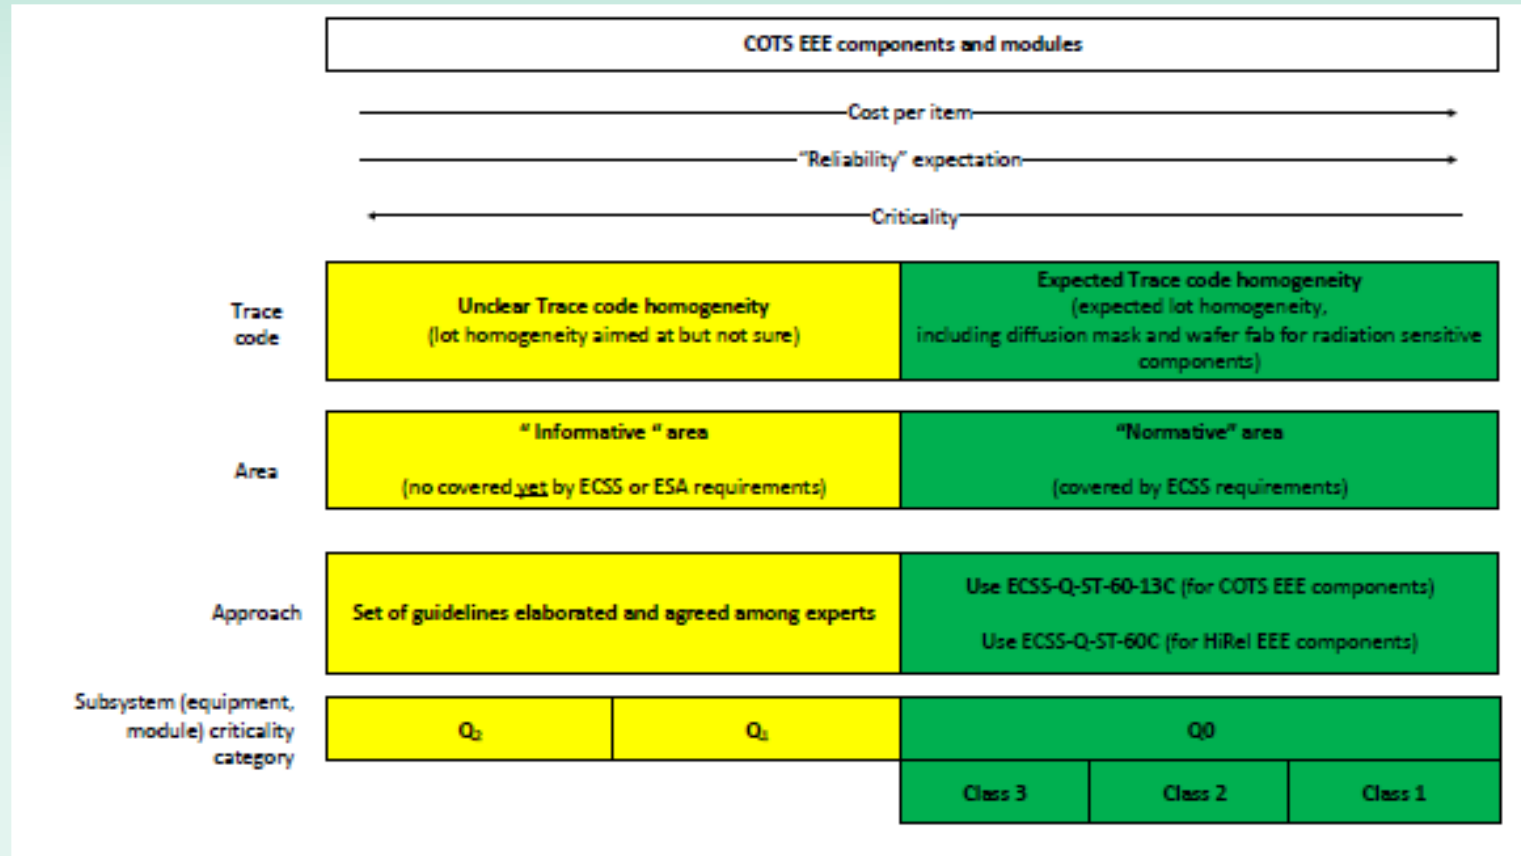 COTS EEE components and modules
Cost per item
“Reliability” expectation
Criticality
Trace
code
Unclear Trace code homogeneity
(lot homogeneity aimed at but not sure)
Expected Trace code homogeneity
(expected lot homogeneity,
including diffusion mask and wafer fab for radiation sensitive
components)
Area
“ Informative “ area
(no covered yet by ECSS or ESA requirements)
“Normative” area
(covered by ECSS requirements)
Approach
Set of guidelines elaborated and agreed among experts
Use ECSS-Q-ST-60-13C (for COTS EEE components)
Use ECSS-Q-ST-60C (for HiRel EEE components)
Subsystem (equipment,
module) criticality
category
Q₂
Q₁
Q0
Class 3
Class 2
Class 1